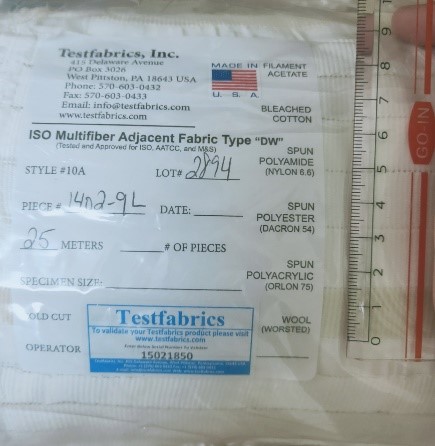 Testfabrics, Inc.
415 Delaware Avenue
PO Box 3026
West Pittston, PA 18643 USA
Phone: 570-603-0432
Fax: 570-603-0433
Email: info@testfabrics.com
www.testfabrics.com
MADE IN
U. S. A.
FILAMENT
ACETATE
BLEACHED
COTTON
ISO Multifiber Adjacent Fabric Type "DW"
(Tested and Approved for ISO, AATCC, and M&S)
SPUN
POLYAMIDE
(NYLON 6.6)
STYLE #10A
LOT# 2894
PIECE # 1402-9L
DATE:
SPUN
POLYESTER
(DACRON 54)
25 METERS
# OF PIECES
SPUN
POLYACRYLIC
(ORLON 75)
SPECIMEN SIZE:
OLD CUT
WOOL
(WORSTED)
OPERATOR
Testfabrics
To validate your Testfabrics product please visit
www.testfabrics.com
15021850
GO IN
9
8
7
6
5
4
3
2
1
0